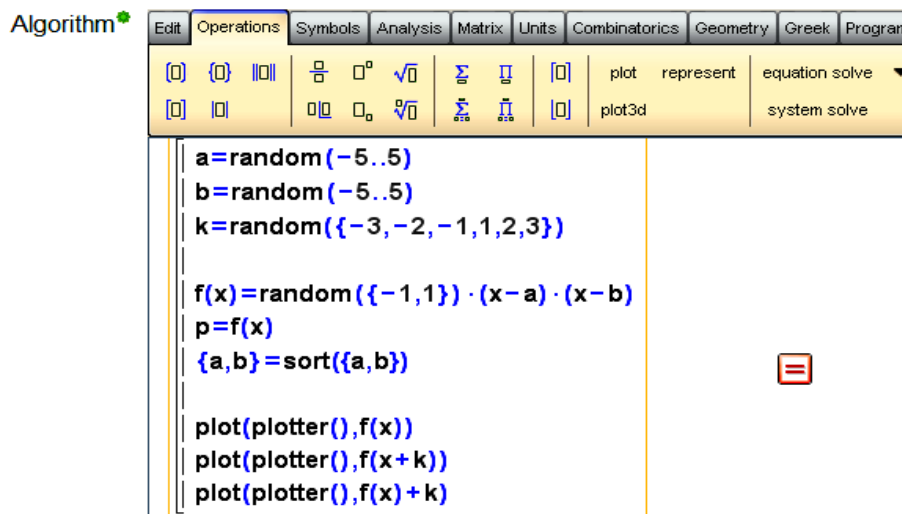 Algorithm
Edit Operations Symbols Analysis Matrix Units Combinatorics Geometry Greek Program
plot represent equation solve
plot3d system solve
a=random(-5..5)
b=random(-5..5)
k=random({-3,-2,-1,1,2,3})
f(x)=random({-1,1})·(x-a)·(x-b)
p=f(x)
{a,b}=sort({a,b})
=
plot(plotter(),f(x))
plot(plotter(),f(x+k))
plot(plotter(),f(x)+k)